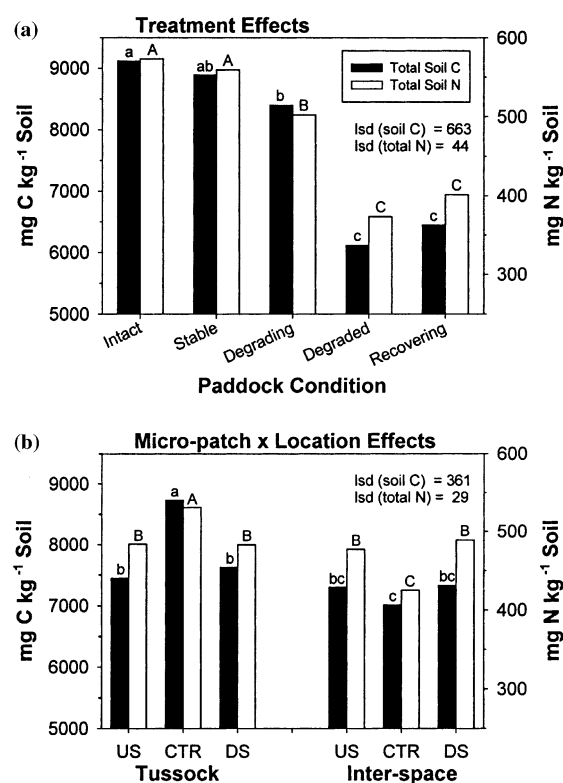 (a) Treatment Effects
9000
8000
7000
6000
5000
mg C kg⁻¹ Soil
600
500
400
300
mg N kg⁻¹ Soil
a A ab A b B c C c C
Total Soil C
Total Soil N
lsd (soil C) = 663
lsd (total N) = 44
Intact Stable Degrading Degraded Recovering
Paddock Condition
(b) Micro-patch x Location Effects
9000
8000
7000
6000
5000
mg C kg⁻¹ Soil
600
500
400
300
mg N kg⁻¹ Soil
lsd (soil C) = 361
lsd (total N) = 29
b B a A b B bc B c C bc B
US CTR DS US CTR DS
Tussock Inter-space